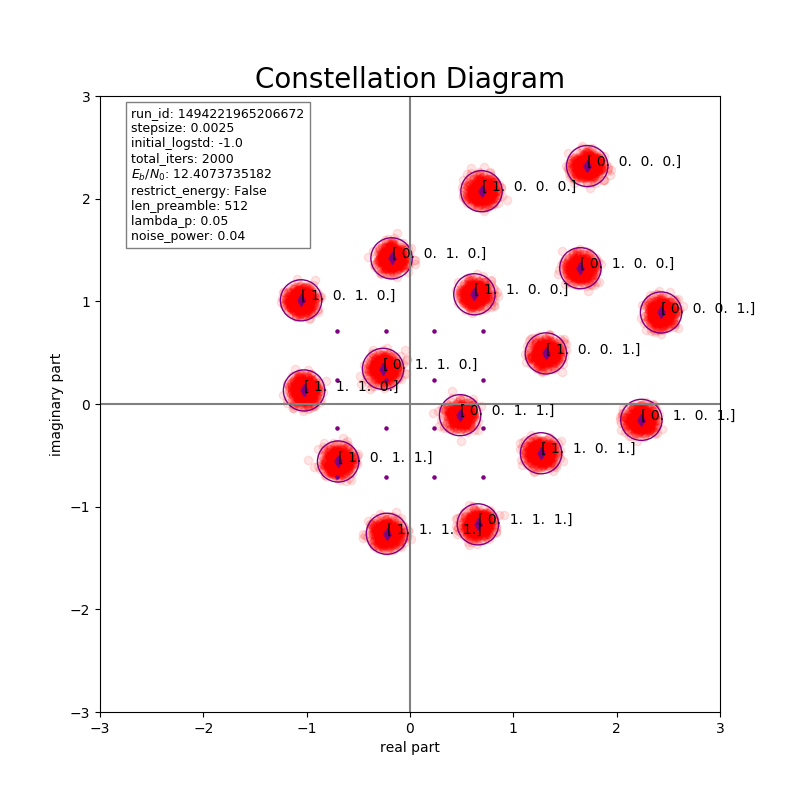 Constellation Diagram
run_id: 1494221965206672
stepsize: 0.0025
initial_logstd: -1.0
total_iters: 2000
E_b/N_0: 12.4073735182
restrict_energy: False
len_preamble: 512
lambda_p: 0.05
noise_power: 0.04
[ 0. 0. 0. 0.]
[ 1. 0. 0. 0.]
[ 0. 0. 1. 0.]
[ 0. 1. 0. 0.]
[ 1. 0. 1. 0.]
[ 1. 1. 0. 0.]
[ 0. 0. 0. 1.]
[ 1. 0. 0. 1.]
[ 0. 1. 1. 0.]
[ 1. 1. 1. 0.]
[ 0. 0. 1. 1.]
[ 0. 1. 0. 1.]
[ 1. 1. 0. 1.]
[ 1. 0. 1. 1.]
[ 0. 1. 1. 1.]
[ 1. 1. 1. 1.]
3
2
1
0
−1
−2
−3
imaginary part
−3 −2 −1 0 1 2 3
real part